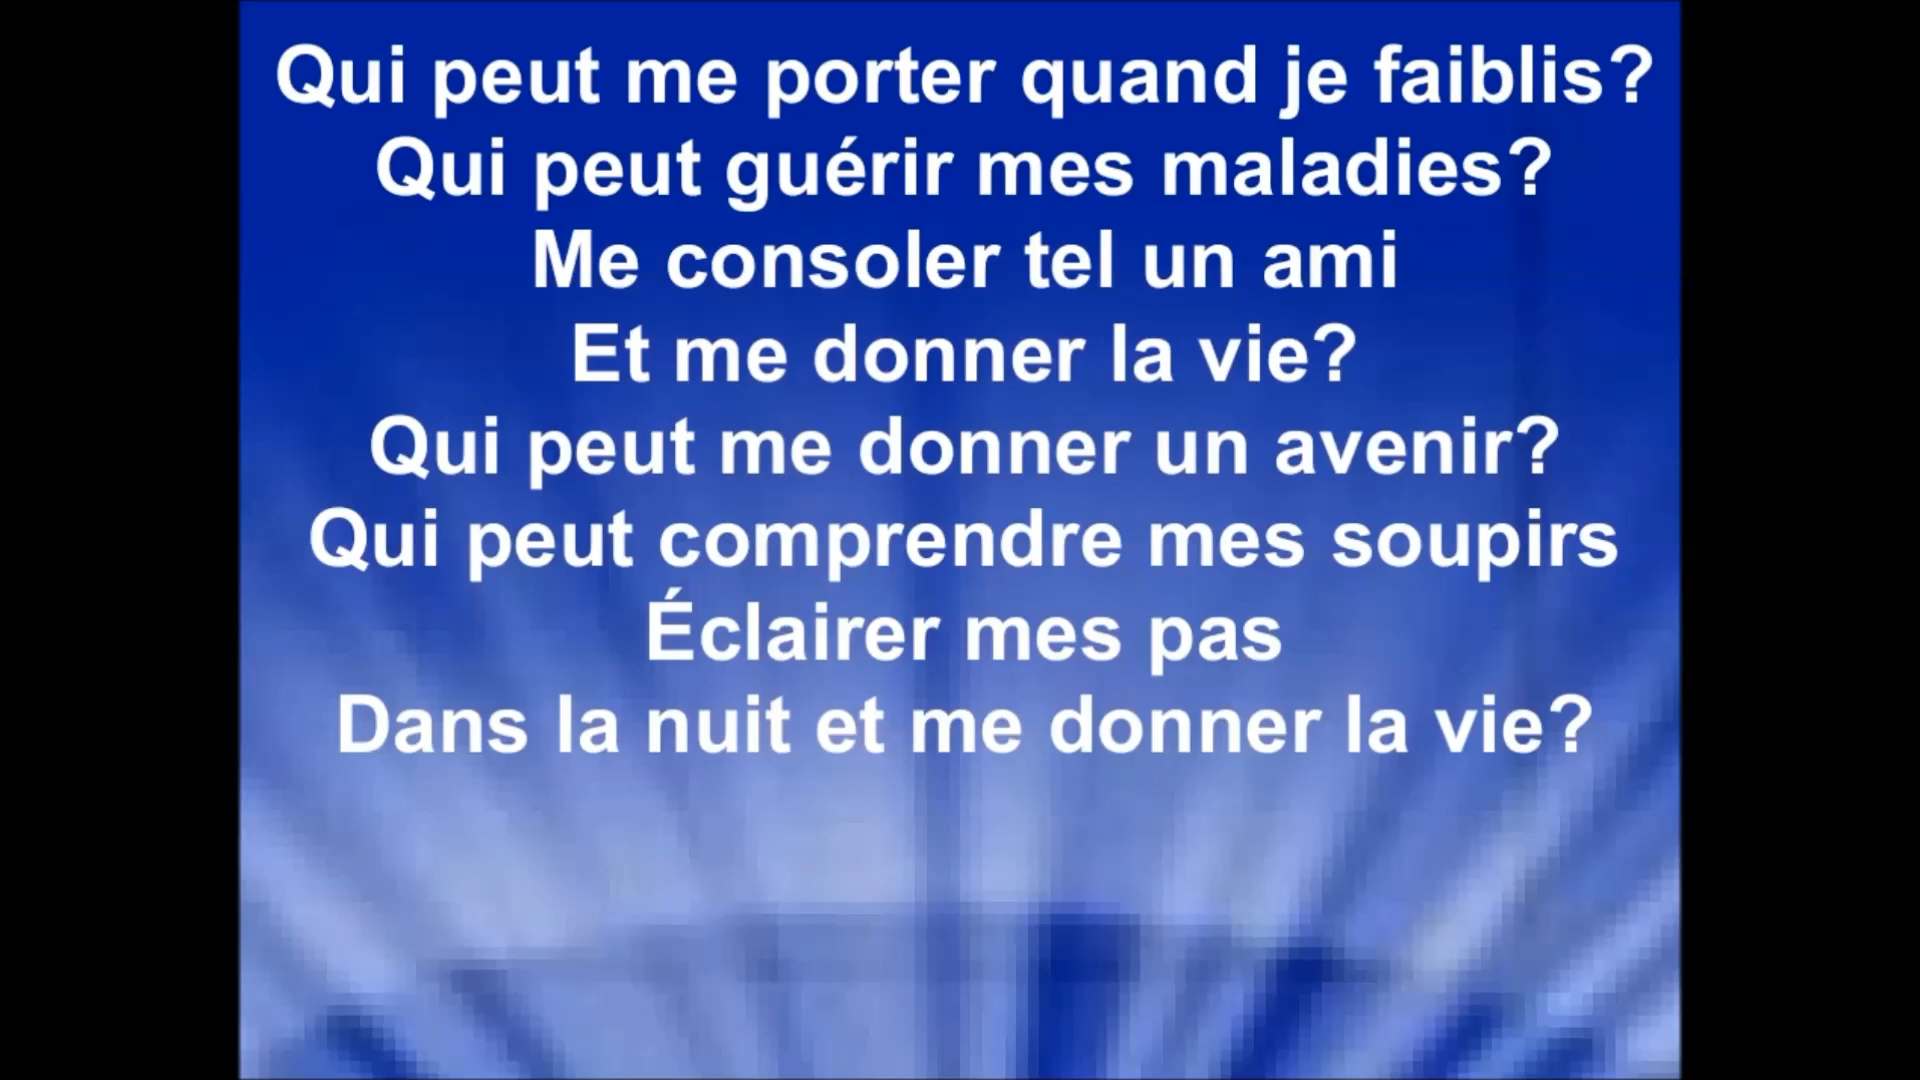 Qui peut me porter quand je faiblis?
Qui peut guérir mes maladies?
Me consoler tel un ami
Et me donner la vie?
Qui peut me donner un avenir?
Qui peut comprendre mes soupirs
Éclairer mes pas
Dans la nuit et me donner la vie?